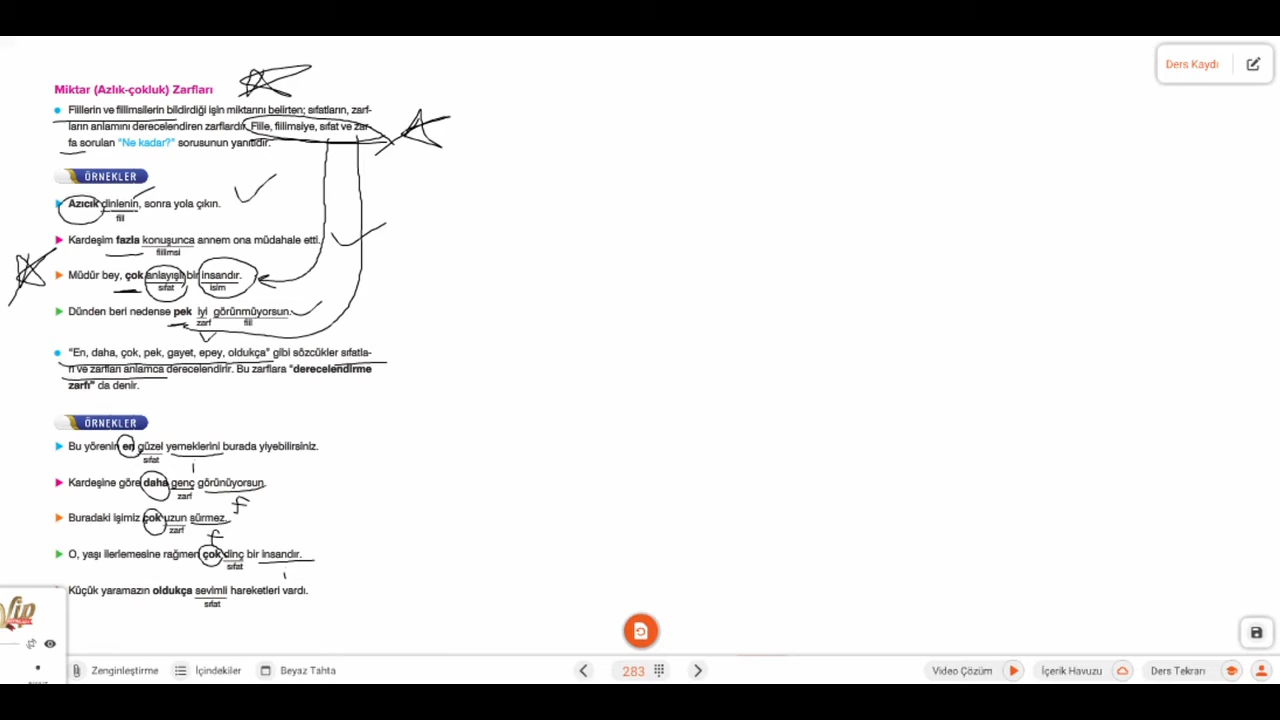 Ders Kaydı
Miktar (Azlık-çokluk) Zarfları
Fiillerin ve fiilimsilerin bildirdiği işin miktarını belirten; sıfatların, zarf-
ların anlamını derecelendiren zarflardır. Fiile, fiilimsiye, sıfat ve zar-
fa sorulan "Ne kadar?" sorusunun yanıtıdır.
ÖRNEKLER
Azıcık dinlenin, sonra yola çıkın.
fiil
Kardeşim fazla konuşunca annem ona müdahale etti.
fiilimsi
Müdür bey, çok anlayışlı bir insandır.
sıfat isim
Dünden beri nedense pek iyi görünmüyorsun.
zarf fiil
"En, daha, çok, pek, gayet, epey, oldukça" gibi sözcükler sıfatla-
rı ve zarfları anlamca derecelendirir. Bu zarflara "derecelendirme
zarfı" da denir.
ÖRNEKLER
Bu yörenin en güzel yemeklerini burada yiyebilirsiniz.
sıfat
i
Kardeşine göre daha genç görünüyorsun.
zarf
f
Buradaki işimiz çok uzun sürmez.
zarf
f
O, yaşı ilerlemesine rağmen çok dinç bir insandır.
sıfat
i
Küçük yaramazın oldukça sevimli hareketleri vardı.
sıfat
Vip
Zenginleştirme İçindekiler Beyaz Tahta 283 Video Çözüm İçerik Havuzu Ders Tekrarı